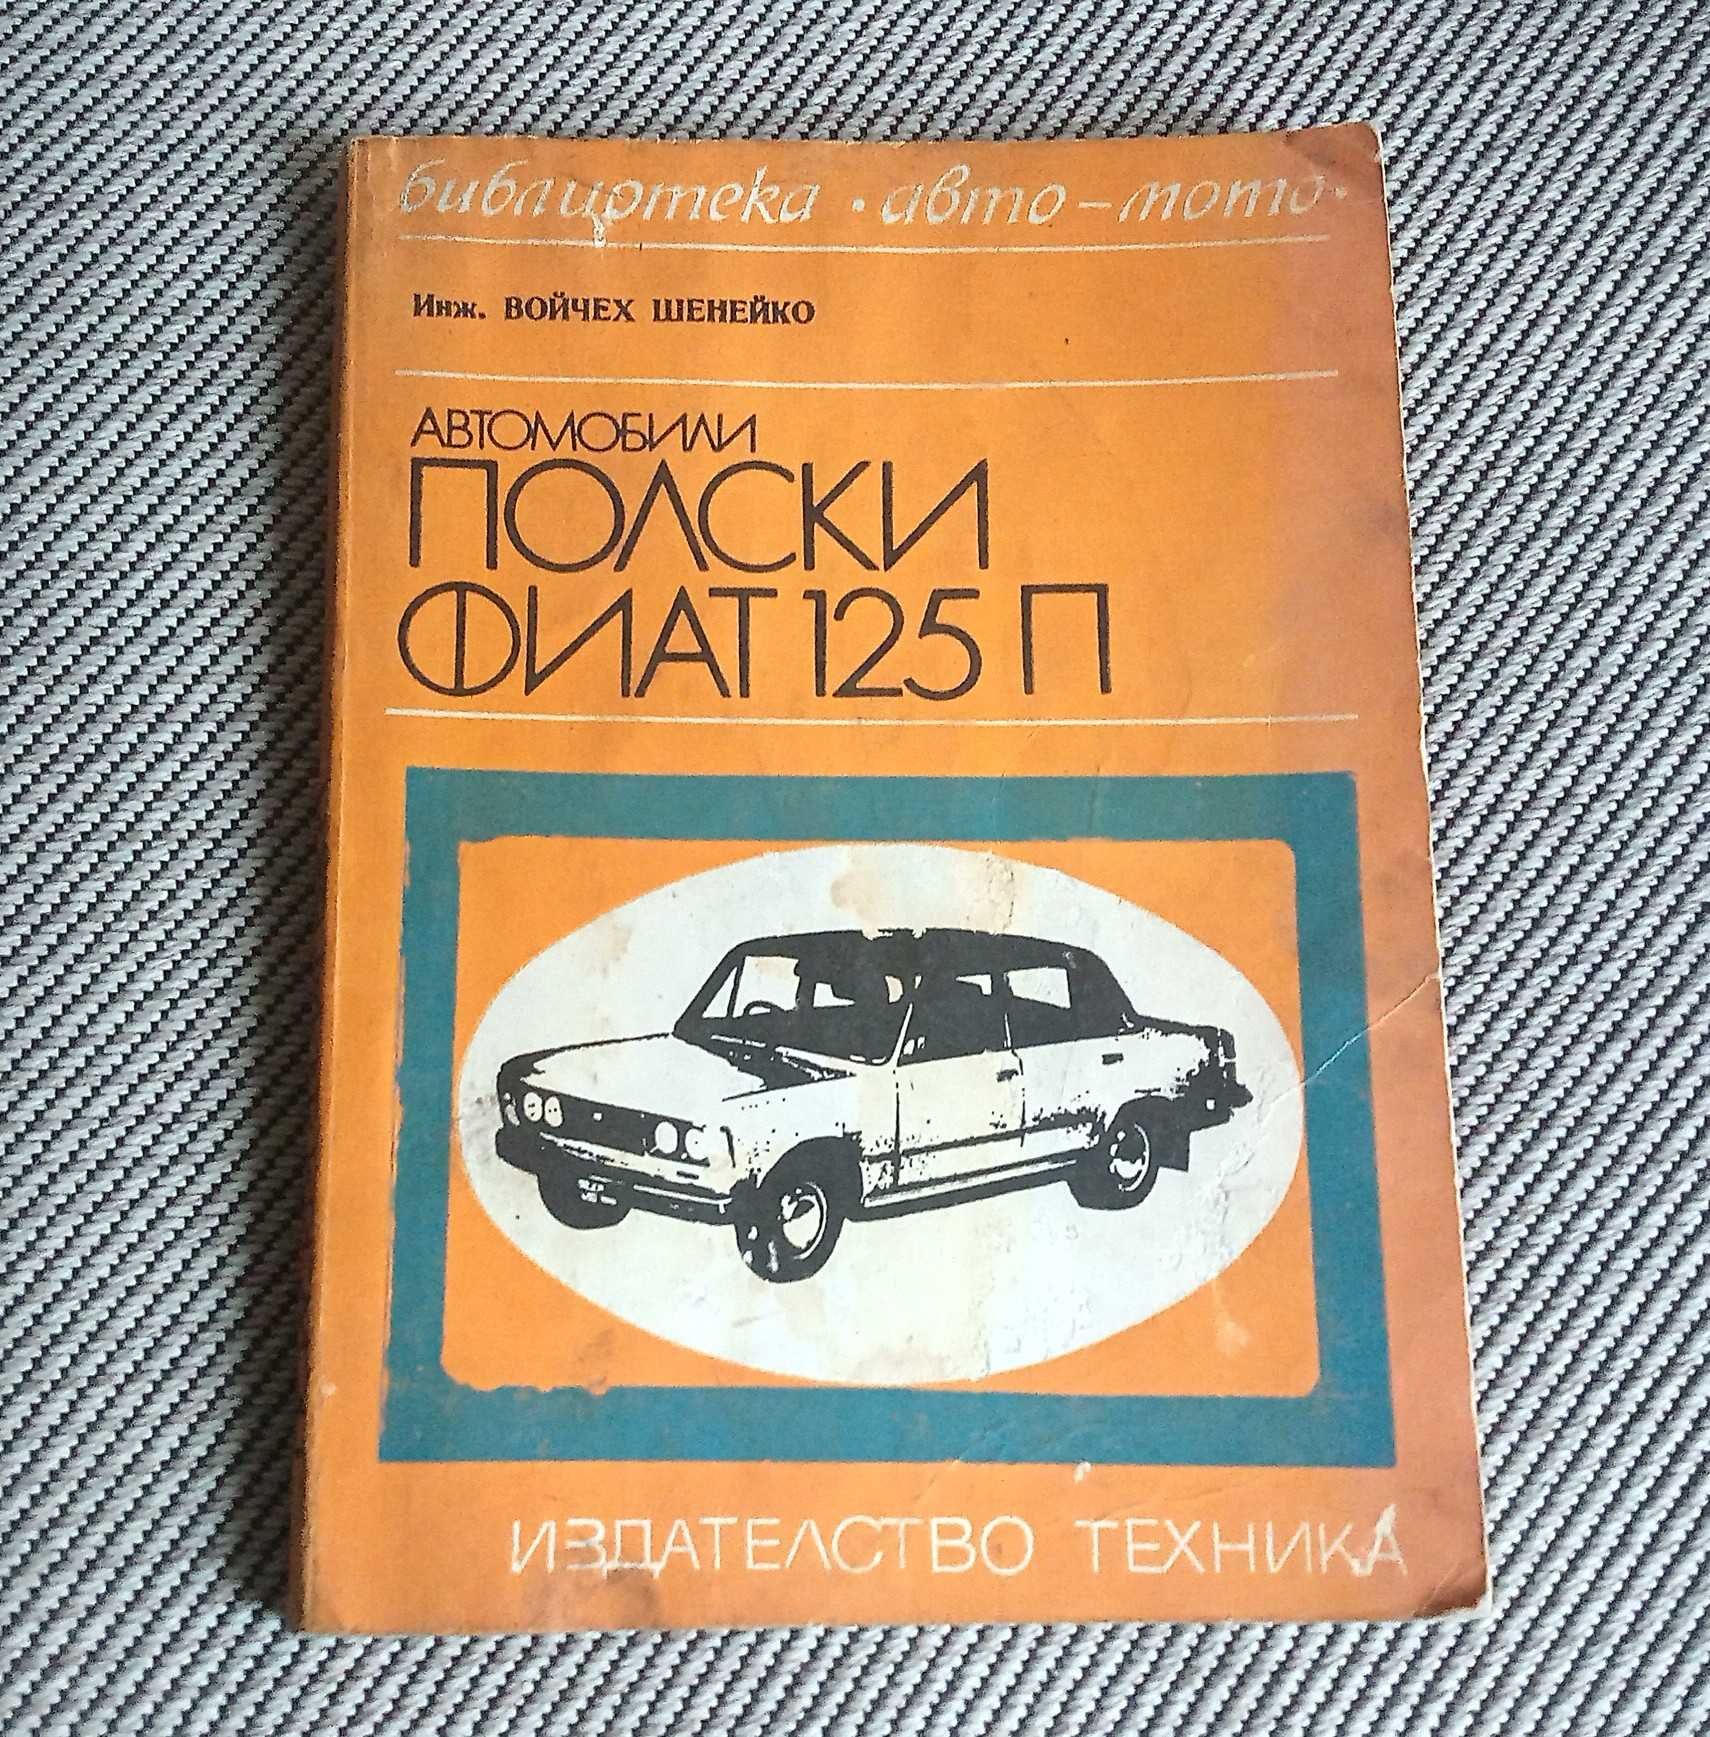 библиотека · авто – мото ·
Инж. ВОЙЧЕХ ШЕНЕЙКО
АВТОМОБИЛИ
ПОЛСКИ
ФИАТ 125 П
ИЗДАТЕЛСТВО ТЕХНИКА